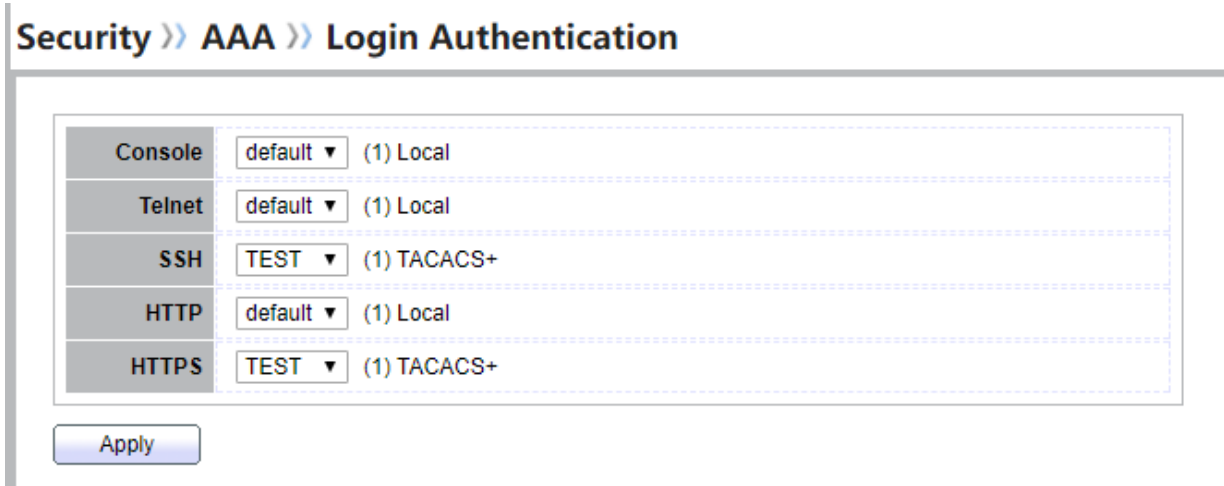 Security » AAA » Login Authentication
Console default ▼ (1) Local
Telnet default ▼ (1) Local
SSH TEST ▼ (1) TACACS+
HTTP default ▼ (1) Local
HTTPS TEST ▼ (1) TACACS+
Apply